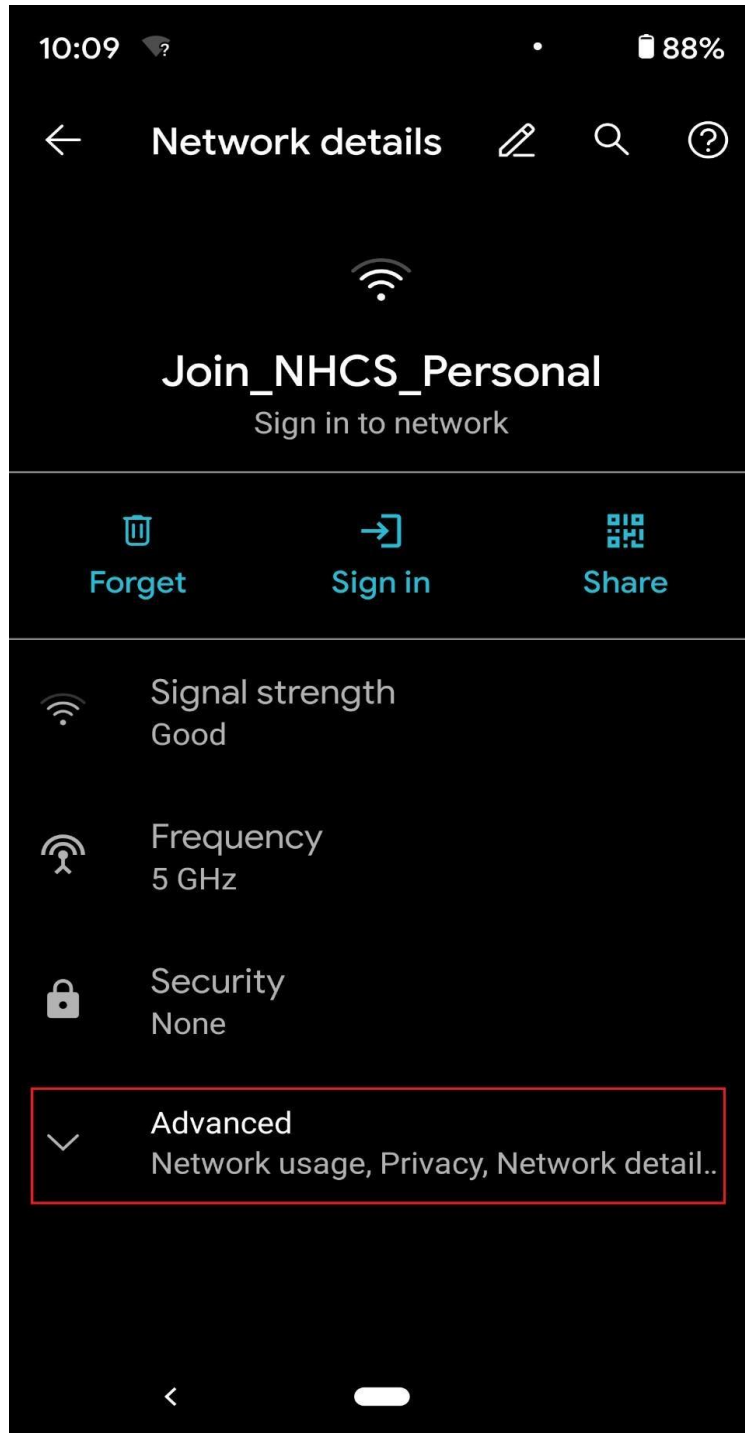 10:09 ? 88%
Network details
Join_NHCS_Personal
Sign in to network
Forget Sign in Share
Signal strength
Good
Frequency
5 GHz
Security
None
Advanced
Network usage, Privacy, Network detail..